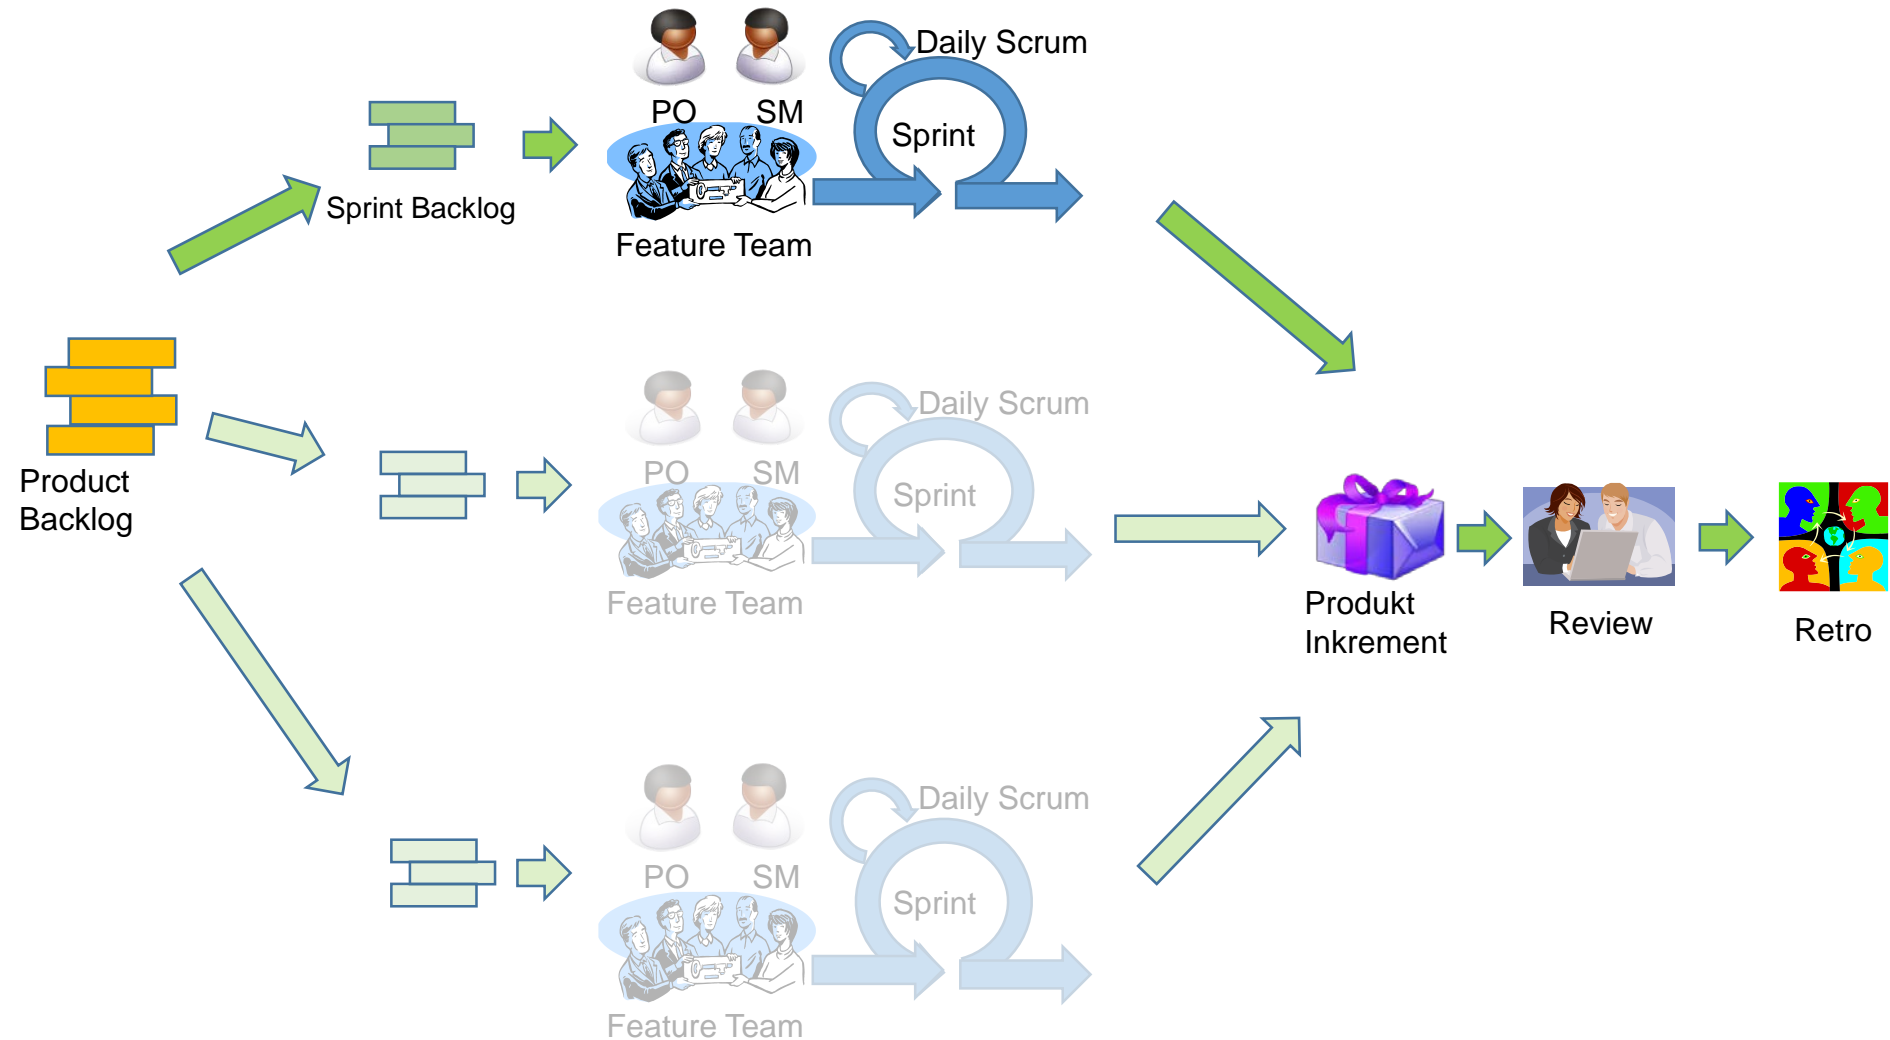 Daily Scrum
PO SM
Sprint
Sprint Backlog
Feature Team
Product
Backlog
Daily Scrum
PO SM
Sprint
Feature Team
Produkt
Inkrement
Review
Retro
Daily Scrum
PO SM
Sprint
Feature Team